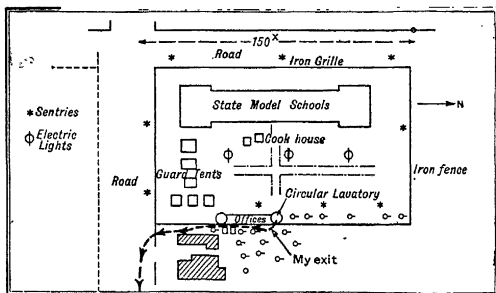 150ˣ
Road
Iron Grille
State Model Schools
N
* Sentries
Electric
Lights
Cook house
Road
Guard Tents
Iron fence
Circular Lavatory
Offices
My exit